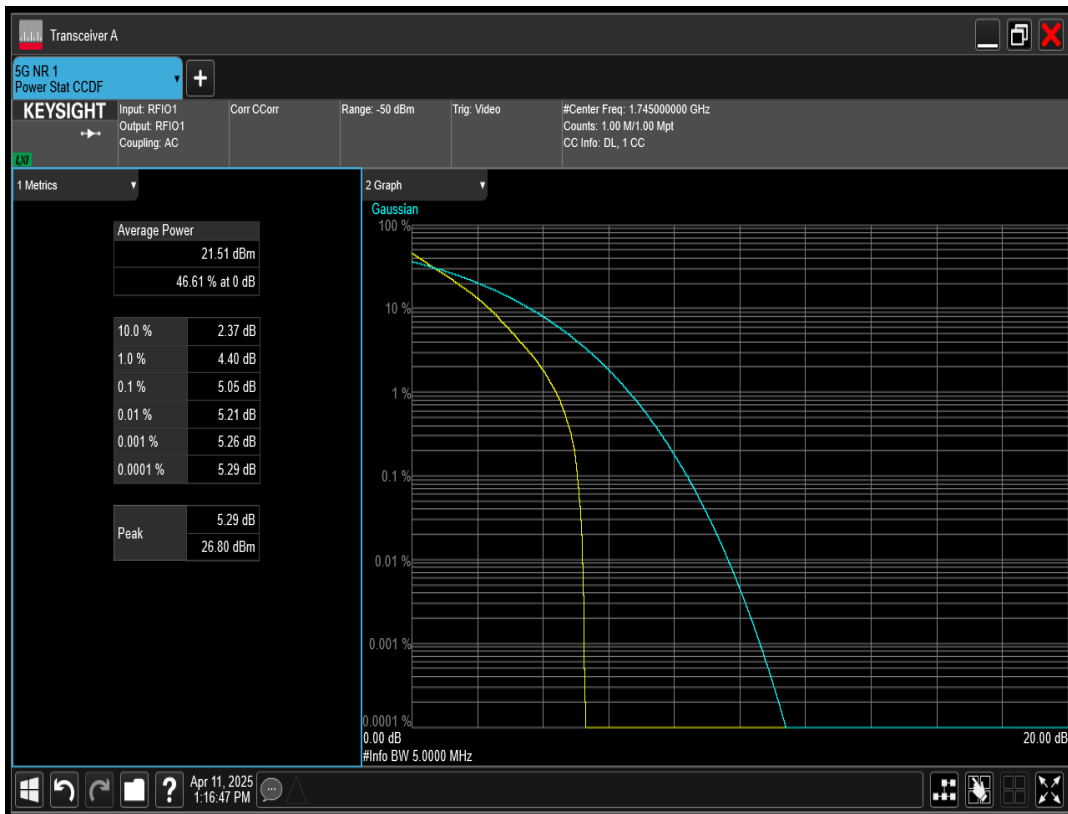 Transceiver A
5G NR 1
Power Stat CCDF
+
KEYSIGHT
LXI
Input: RFIO1
Output: RFIO1
Coupling: AC
Corr CCorr
Range: -50 dBm
Trig: Video
#Center Freq: 1.745000000 GHz
Counts: 1.00 M/1.00 Mpt
CC Info: DL, 1 CC
1 Metrics
Average Power
21.51 dBm
46.61 % at 0 dB
10.0 % 2.37 dB
1.0 % 4.40 dB
0.1 % 5.05 dB
0.01 % 5.21 dB
0.001 % 5.26 dB
0.0001 % 5.29 dB
Peak
5.29 dB
26.80 dBm
2 Graph
Gaussian
100 %
10 %
1 %
0.1 %
0.01 %
0.001 %
0.0001 %
0.00 dB 20.00 dB
#Info BW 5.0000 MHz
?
Apr 11, 2025
1:16:47 PM